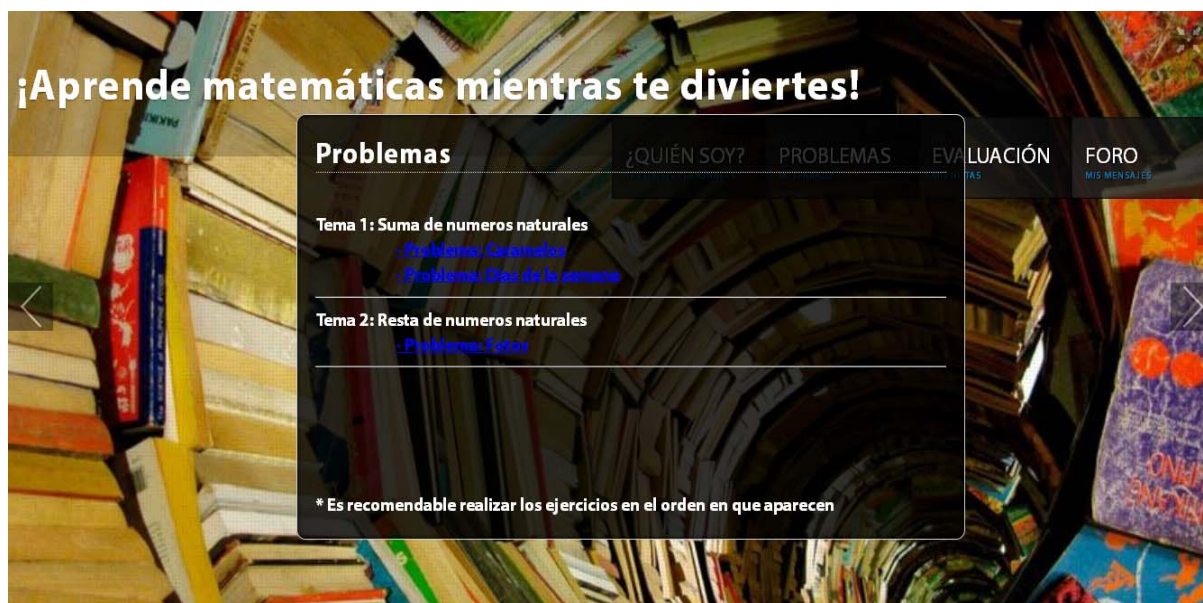 ¡Aprende matemáticas mientras te diviertes!
Problemas
¿QUIÉN SOY? PROBLEMAS EVALUACIÓN FORO
MIS MENSAJES
Tema 1: Suma de numeros naturales
- Problema: Caramelos
- Problema: Días de la semana
Tema 2: Resta de numeros naturales
- Problema: Fotos
* Es recomendable realizar los ejercicios en el orden en que aparecen